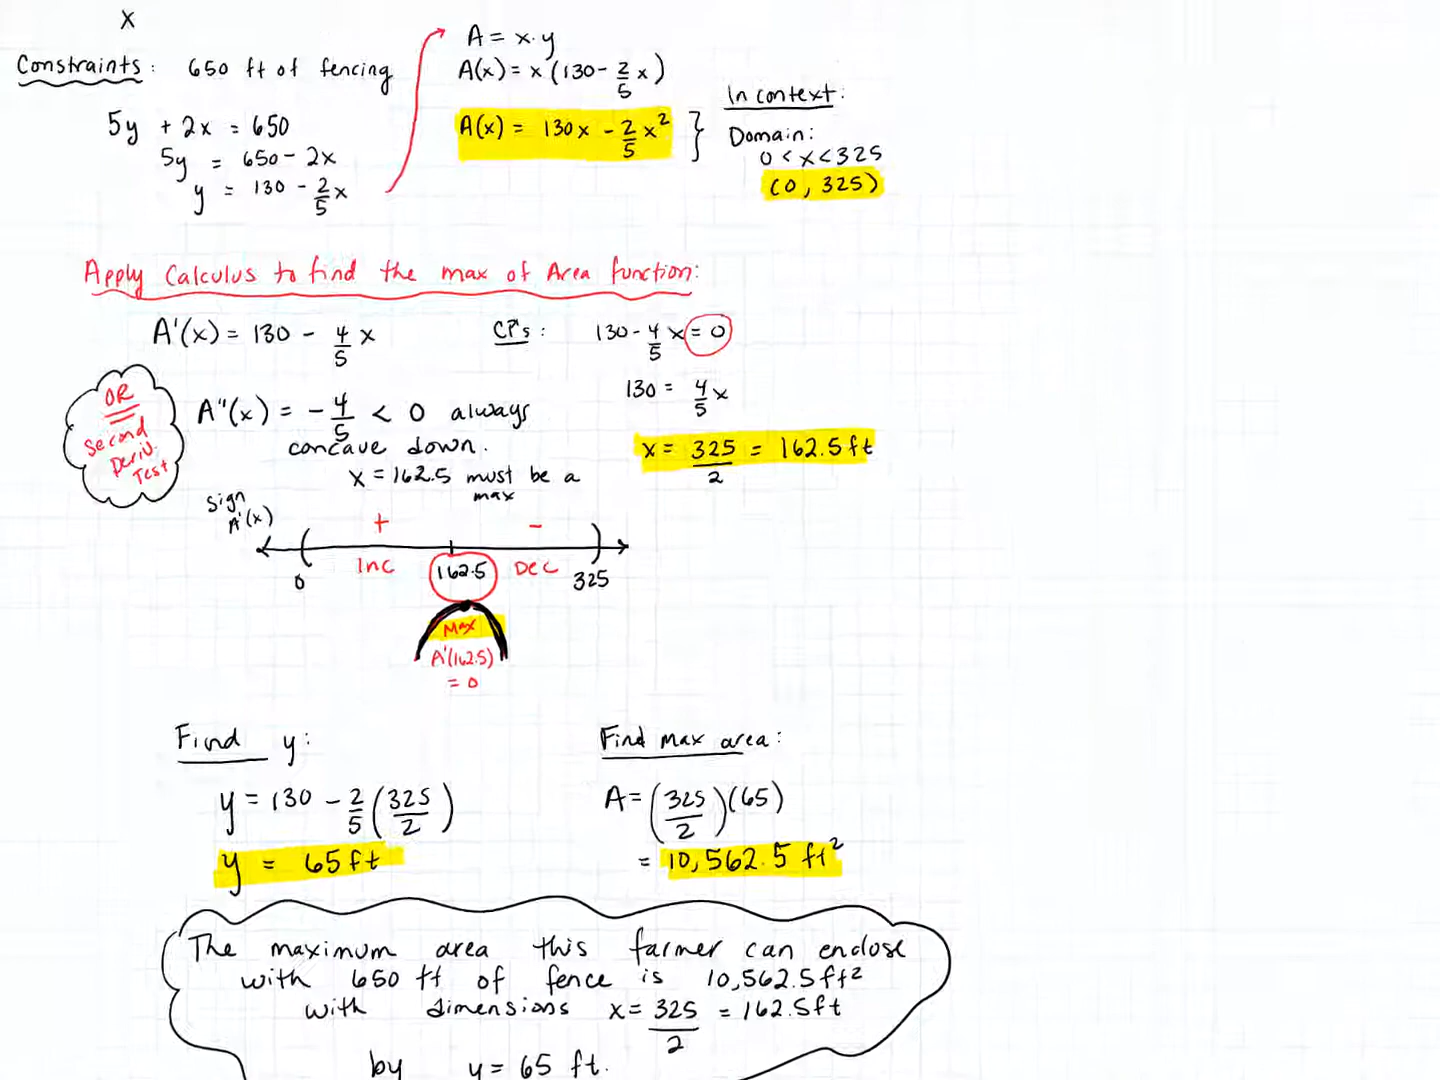 x
Constraints: 650 ft of fencing
5y + 2x = 650
5y = 650 - 2x
y = 130 - 2/5 x
A = x·y
A(x) = x(130 - 2/5 x)
A(x) = 130x - 2/5 x²
In context:
Domain:
0 < x < 325
(0, 325)
Apply Calculus to find the max of Area function:
A'(x) = 130 - 4/5 x
CP's: 130 - 4/5 x = 0
130 = 4/5 x
x = 325/2 = 162.5 ft
OR
Second
Deriv.
Test
A"(x) = -4/5 < 0 always
concave down.
x = 162.5 must be a
max
Sign
A'(x)
+ -
Inc Dec
0 162.5 325
Max
A'(162.5)
= 0
Find y:
y = 130 - 2/5 (325/2)
y = 65 ft
Find max area:
A = (325/2)(65)
= 10,562.5 ft²
The maximum area this farmer can enclose
with 650 ft of fence is 10,562.5 ft²
with dimensions x = 325/2 = 162.5 ft
by y = 65 ft.